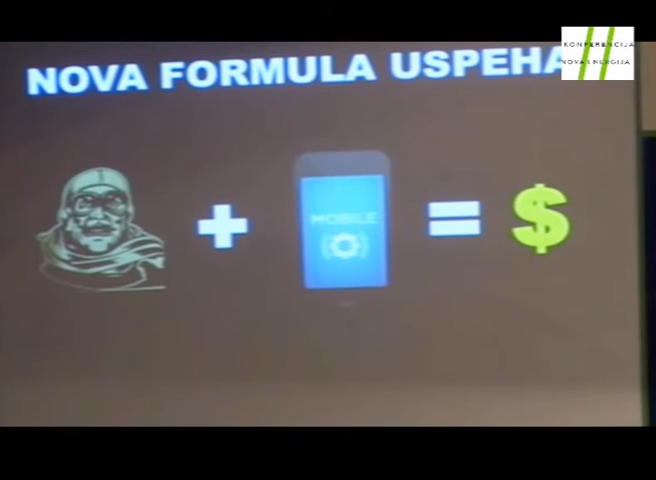 NOVA FORMULA USPEHA
KONFERENCIJA
NOVA ENERGIJA
MOBILE
+
=
$